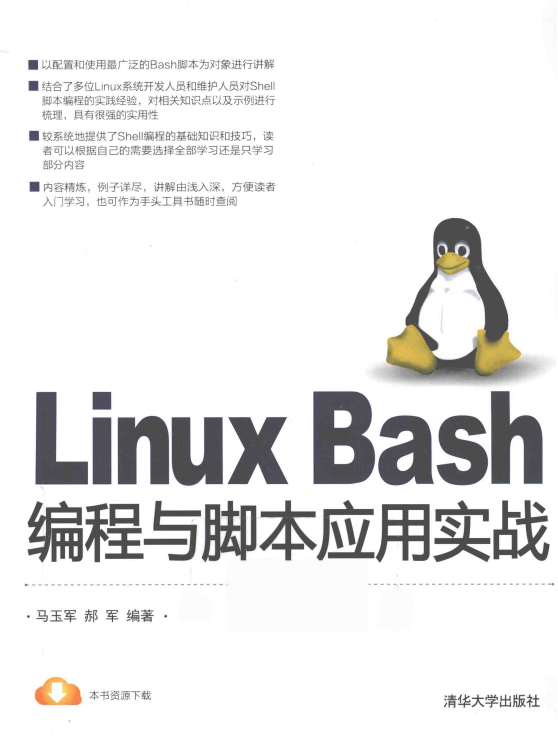 ■ 以配置和使用最广泛的Bash脚本为对象进行讲解
■ 结合了多位Linux系统开发人员和维护人员对Shell
脚本编程的实践经验，对相关知识点以及示例进行
梳理，具有很强的实用性
■ 较系统地提供了Shell编程的基础知识和技巧，读
者可以根据自己的需要选择全部学习还是只学习
部分内容
■ 内容精炼，例子详尽，讲解由浅入深，方便读者
入门学习，也可作为手头工具书随时查阅
Linux Bash
编程与脚本应用实战
· 马玉军 郝 军 编著 ·
本书资源下载
清华大学出版社